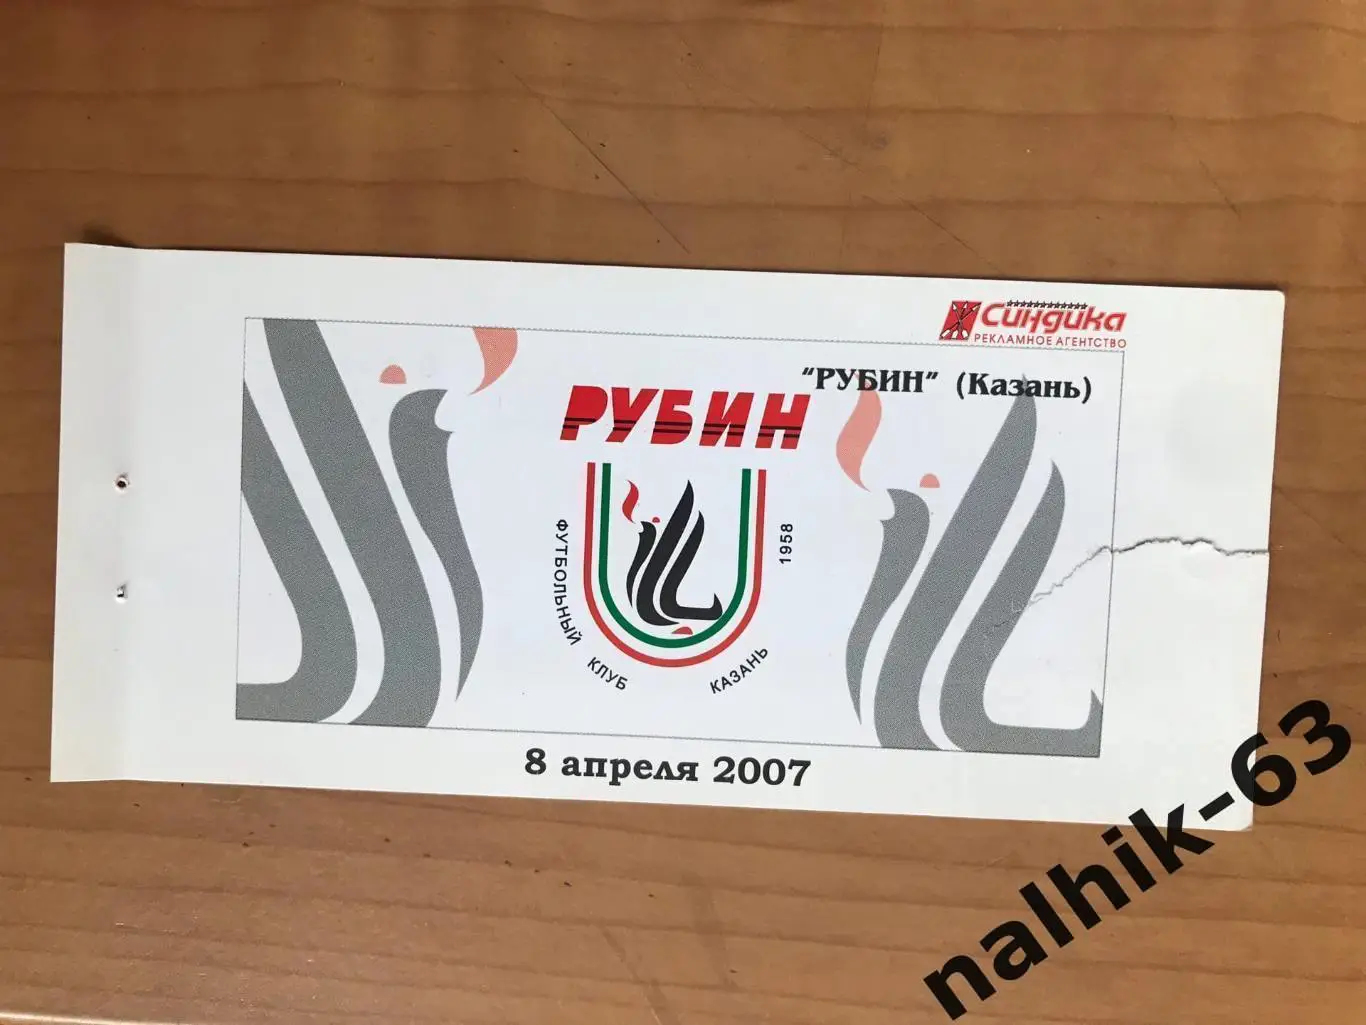 Синдика
РЕКЛАМНОЕ АГЕНТСТВО
"РУБИН" (Казань)
РУБИН
ФУТБОЛЬНЫЙ КЛУБ КАЗАНЬ 1958
8 апреля 2007
nalhik-63